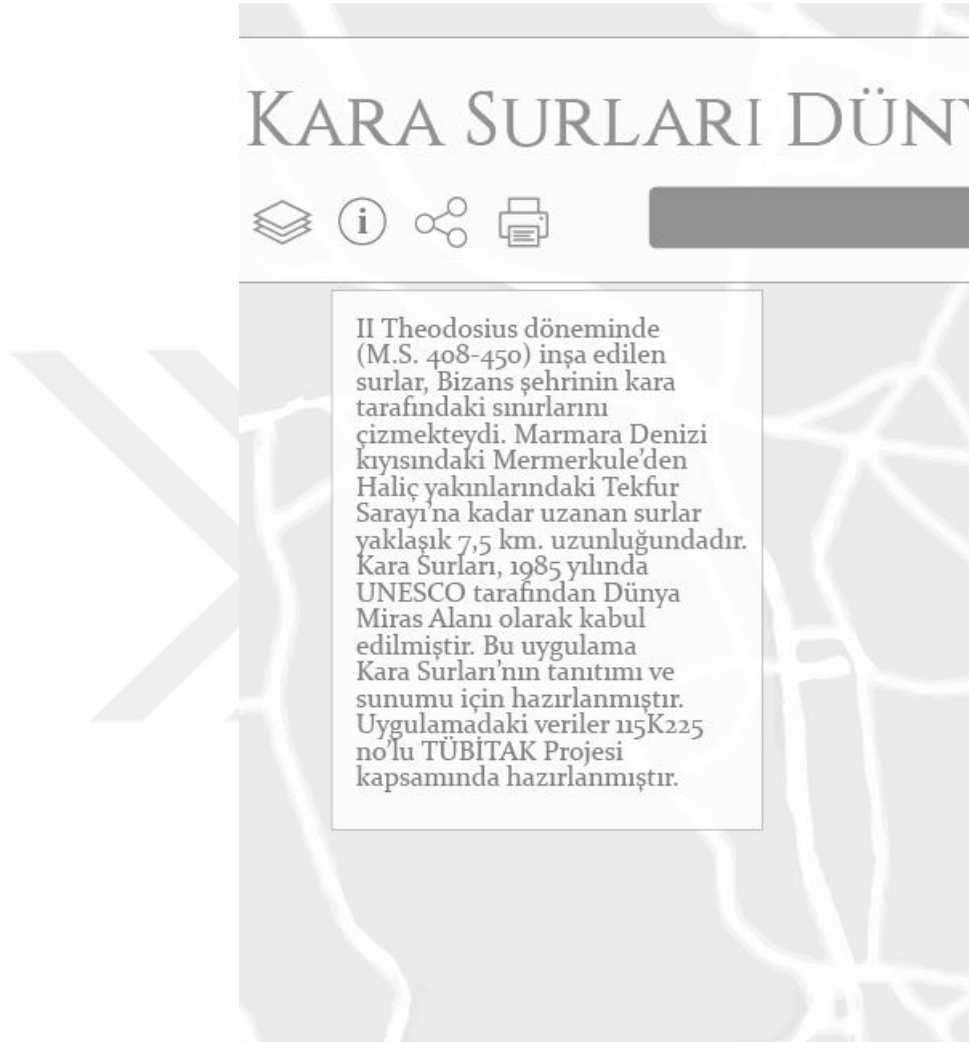 KARA SURLARI DÜNY
i
II Theodosius döneminde
(M.S. 408-450) inşa edilen
surlar, Bizans şehrinin kara
tarafındaki sınırlarını
çizmekteydi. Marmara Denizi
kıyısındaki Mermerkule’den
Haliç yakınlarındaki Tekfur
Sarayı’na kadar uzanan surlar
yaklaşık 7,5 km. uzunluğundadır.
Kara Surları, 1985 yılında
UNESCO tarafından Dünya
Miras Alanı olarak kabul
edilmiştir. Bu uygulama
Kara Surları’nın tanıtımı ve
sunumu için hazırlanmıştır.
Uygulamadaki veriler 115K225
no’lu TÜBİTAK Projesi
kapsamında hazırlanmıştır.